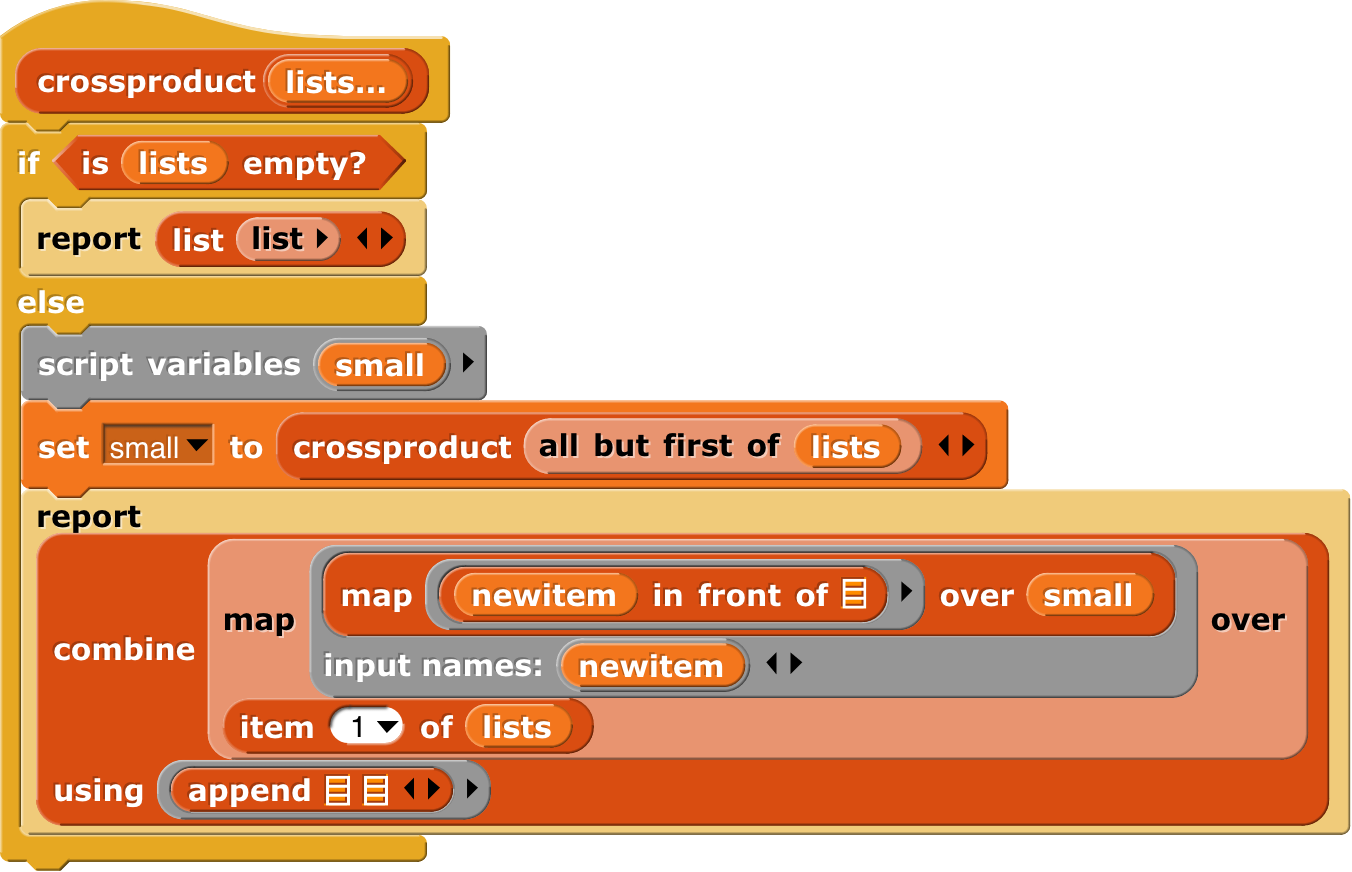 crossproduct lists...
if is lists empty?
report list list
else
script variables small
set small to crossproduct all but first of lists
report
map newitem in front of over small
map over
combine
input names: newitem
item 1 of lists
using append